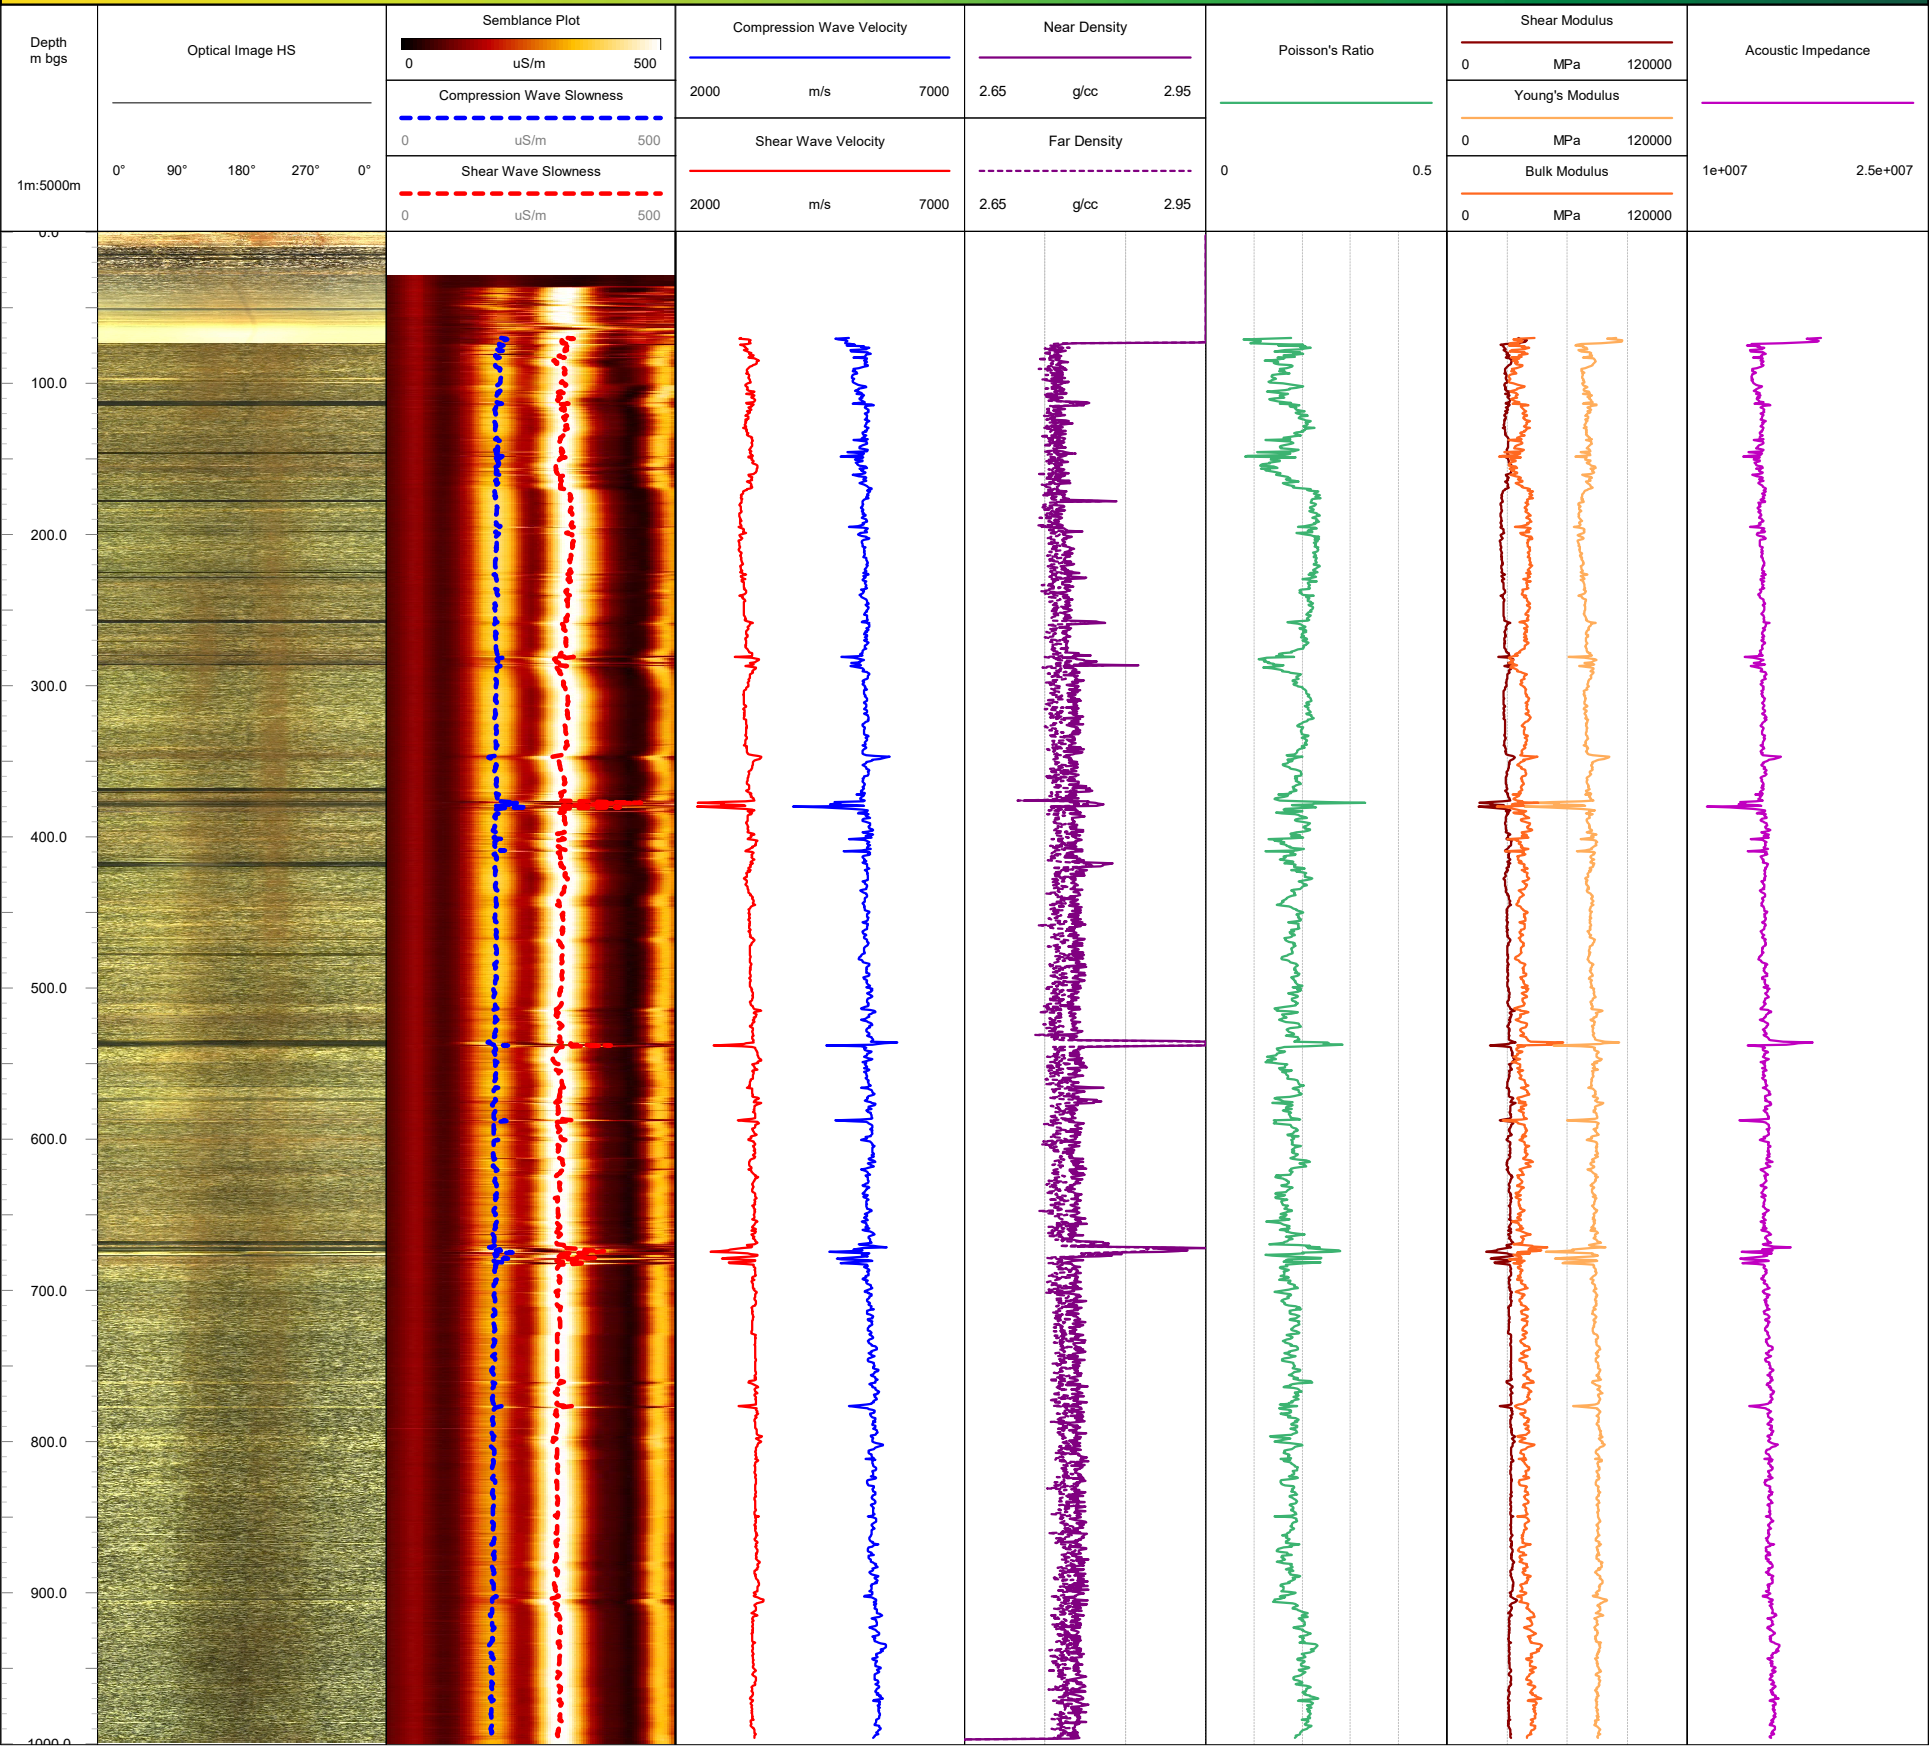 Depth
m bgs
1m:5000m
Optical Image HS
0° 90° 180° 270° 0°
Semblance Plot
0 uS/m 500
Compression Wave Slowness
0 uS/m 500
Shear Wave Slowness
0 uS/m 500
Compression Wave Velocity
2000 m/s 7000
Shear Wave Velocity
2000 m/s 7000
Near Density
2.65 g/cc 2.95
Far Density
2.65 g/cc 2.95
Poisson's Ratio
0 0.5
Shear Modulus
0 MPa 120000
Young's Modulus
0 MPa 120000
Bulk Modulus
0 MPa 120000
Acoustic Impedance
1e+007 2.5e+007
0.0
100.0
200.0
300.0
400.0
500.0
600.0
700.0
800.0
900.0
1000.0